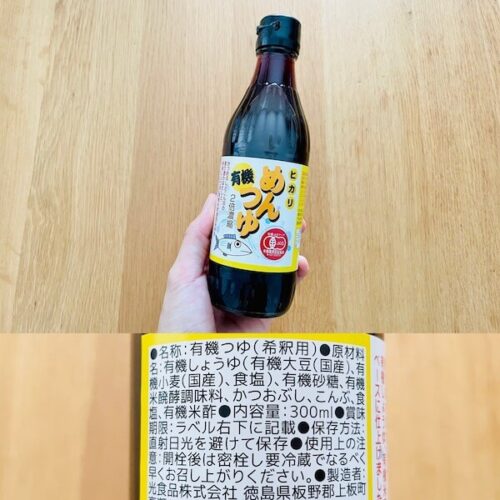 ヒカリ
有機
めんつゆ
2倍濃縮
●名称:有機つゆ(希釈用)●原材料
名:有機しょうゆ(有機大豆(国産)、有
機小麦(国産)、食塩)、有機砂糖、有機
米醗酵調味料、かつおぶし、こんぶ、食
塩、有機米酢●内容量:300ml●賞味
期限:ラベル右下に記載●保存方法:
直射日光を避けて保存●使用上の注
意:開栓後は密栓し要冷蔵でなるべく
早くお召し上がりください。●製造者:
光食品株式会社 徳島県板野郡上板町